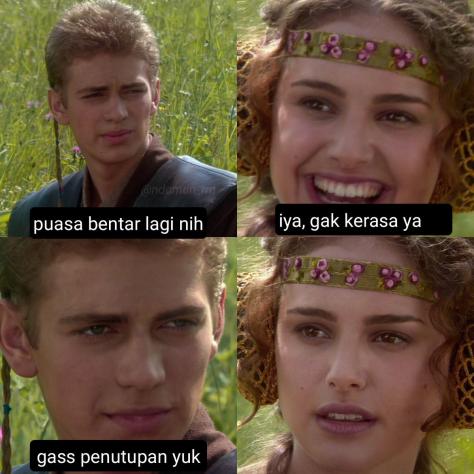 puasa bentar lagi nih
iya, gak kerasa ya
gass penutupan yuk